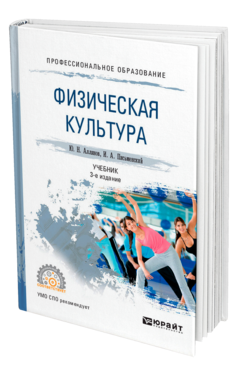 ПРОФЕССИОНАЛЬНОЕ ОБРАЗОВАНИЕ
ФИЗИЧЕСКАЯ
КУЛЬТУРА
Ю. Н. Аллянов, И. А. Письменский
УЧЕБНИК
3-е издание
УМО СПО рекомендует
юрайт